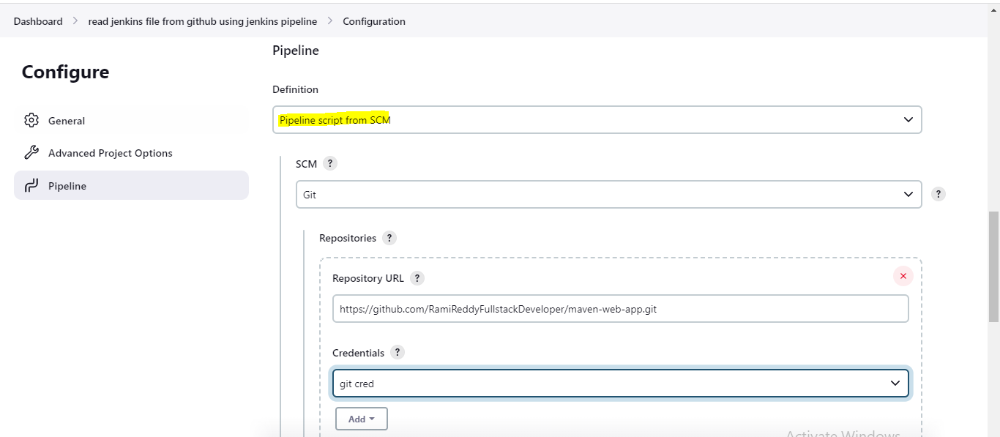 Dashboard > read jenkins file from github using jenkins pipeline > Configuration
Configure
General
Advanced Project Options
Pipeline
Pipeline
Definition
Pipeline script from SCM
SCM ?
Git
?
Repositories ?
Repository URL ?
https://github.com/RamiReddyFullstackDeveloper/maven-web-app.git
Credentials ?
git cred
Add
Activate Windows